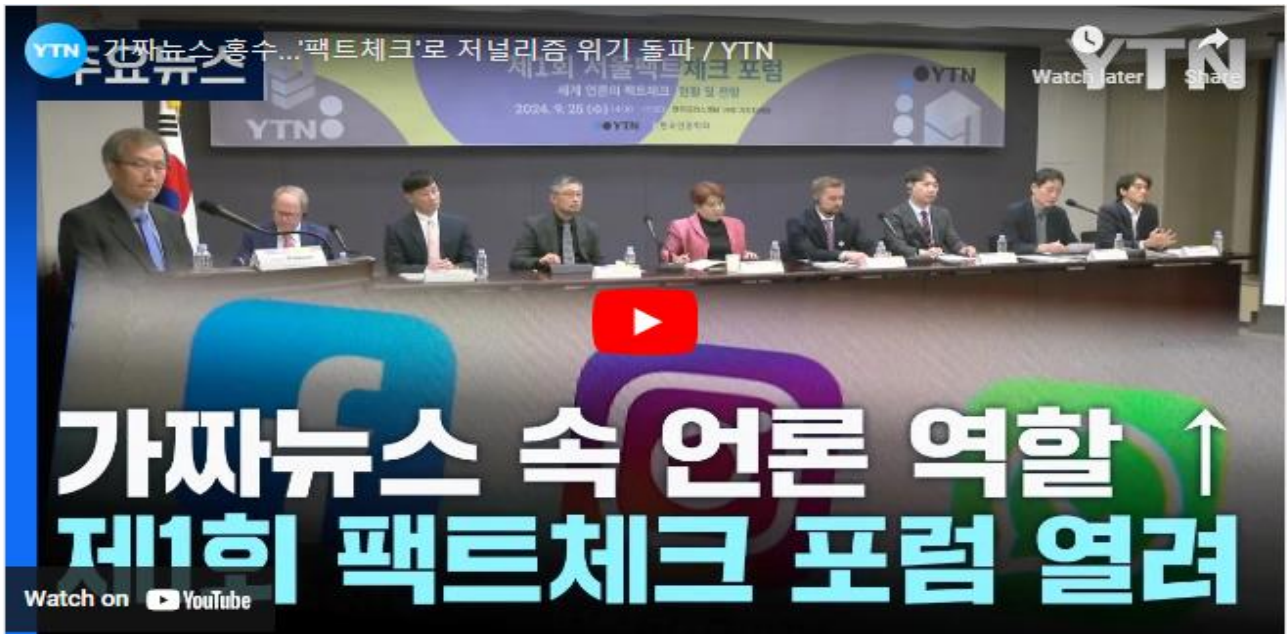 YTN 가짜뉴스 홍수...'팩트체크'로 저널리즘 위기 돌파 / YTN
주요뉴스
YTN
Watch later
Share
제1회 서울팩트체크 포럼
세계 언론의 팩트체크 현황 및 전망
2024. 9. 25 (수)
YTN
YTN
YTN
가짜뉴스 속 언론 역할 ↑
제1회 팩트체크 포럼 열려
Watch on YouTube